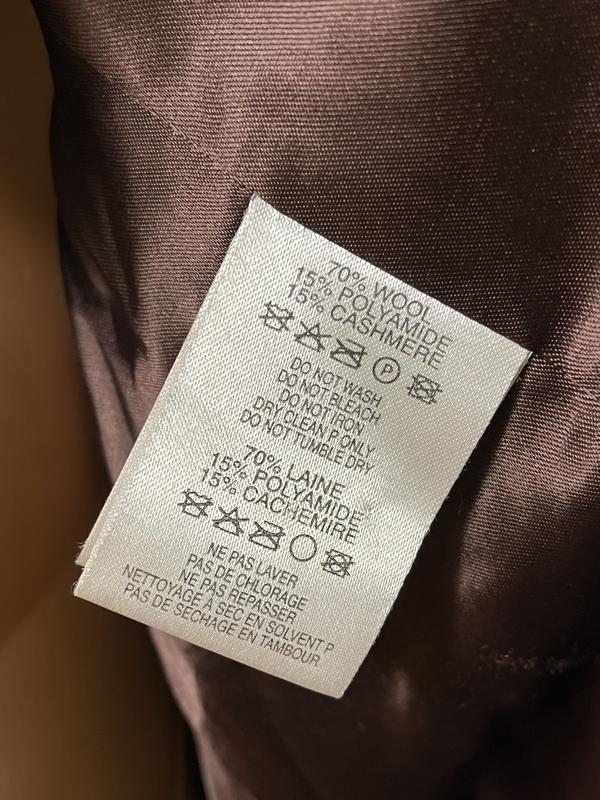 70% WOOL
15% POLYAMIDE
15% CASHMERE
P
DO NOT WASH
DO NOT BLEACH
DO NOT IRON
DRY CLEAN P ONLY
DO NOT TUMBLE DRY
70% LAINE
15% POLYAMIDE
15% CACHEMIRE
NE PAS LAVER
PAS DE CHLORAGE
NE PAS REPASSER
NETTOYAGE À SEC EN SOLVENT P
PAS DE SÉCHAGE EN TAMBOUR